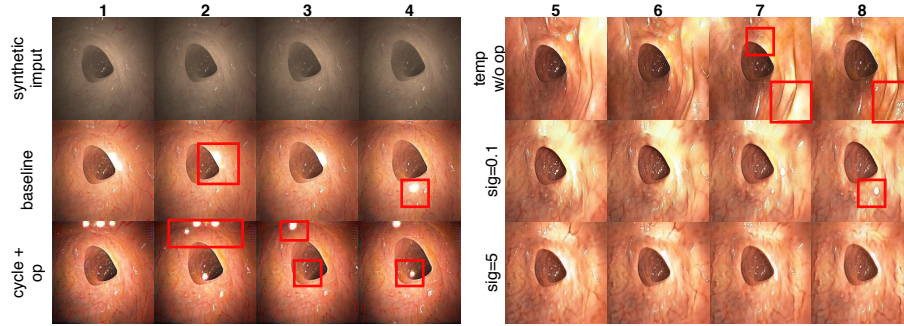 1 2 3 4 5 6 7 8
synthetic
imput
baseline
cycle +
op
temp
w/o op
sig=0.1
sig=5